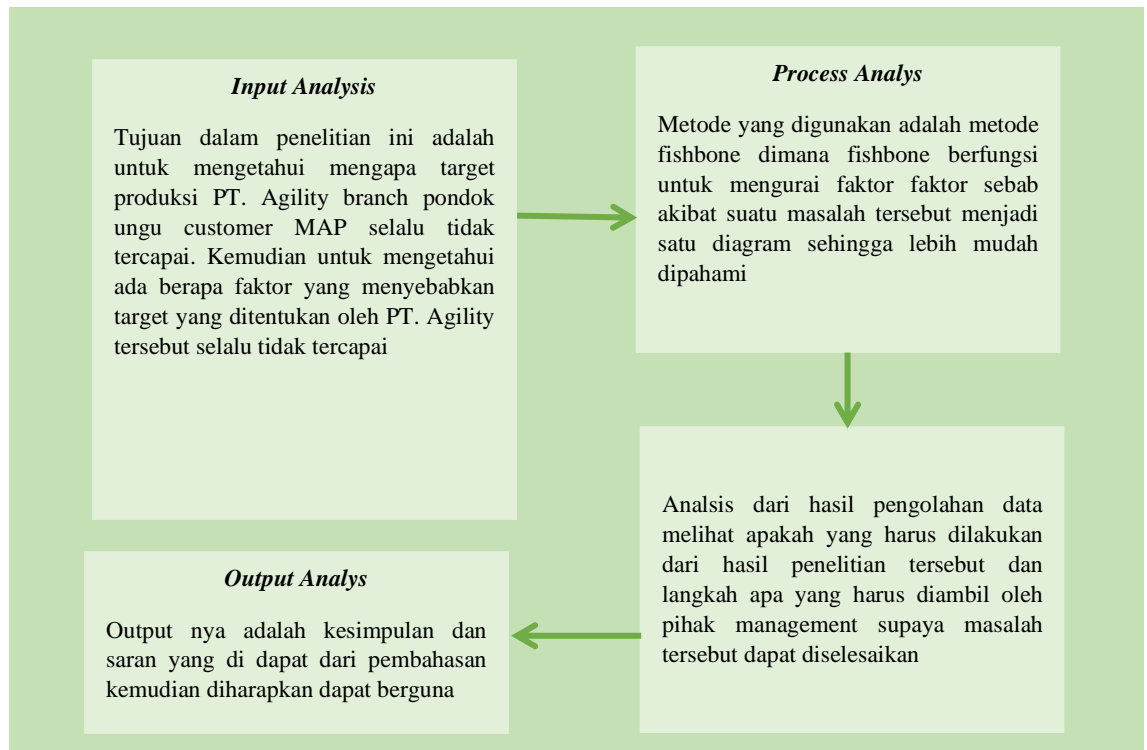 Input Analysis
Tujuan dalam penelitian ini adalah
untuk mengetahui mengapa target
produksi PT. Agility branch pondok
ungu customer MAP selalu tidak
tercapai. Kemudian untuk mengetahui
ada berapa faktor yang menyebabkan
target yang ditentukan oleh PT. Agility
tersebut selalu tidak tercapai
Process Analys
Metode yang digunakan adalah metode
fishbone dimana fishbone berfungsi
untuk mengurai faktor faktor sebab
akibat suatu masalah tersebut menjadi
satu diagram sehingga lebih mudah
dipahami
Analsis dari hasil pengolahan data
melihat apakah yang harus dilakukan
dari hasil penelitian tersebut dan
langkah apa yang harus diambil oleh
pihak management supaya masalah
tersebut dapat diselesaikan
Output Analys
Output nya adalah kesimpulan dan
saran yang di dapat dari pembahasan
kemudian diharapkan dapat berguna